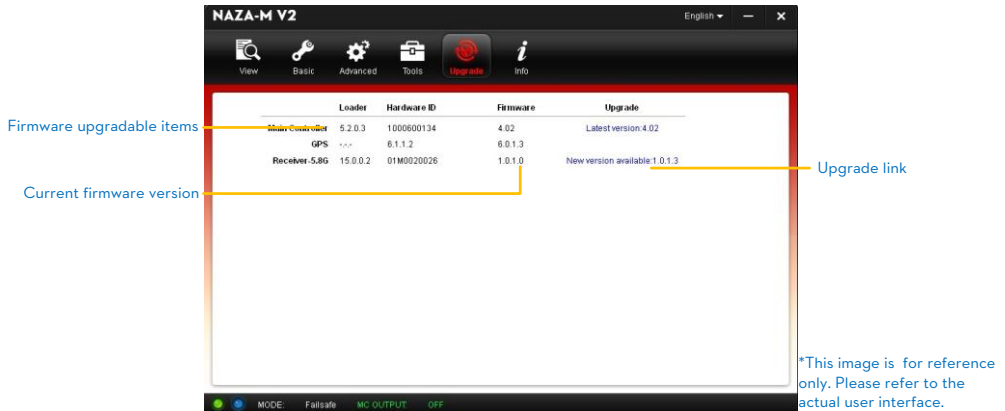 NAZA-M V2
English
View Basic Advanced Tools Upgrade Info
Loader Hardware ID Firmware Upgrade
Firmware upgradable items
Main Controller 5.2.0.3 1000600134 4.02 Latest version:4.02
GPS -.-.- 6.1.1.2 6.0.1.3
Receiver-5.8G 15.0.0.2 01M0020026 1.0.1.0 New version available:1.0.1.3
Upgrade link
Current firmware version
*This image is for reference
only. Please refer to the
actual user interface.
MODE: Failsafe MC OUTPUT OFF